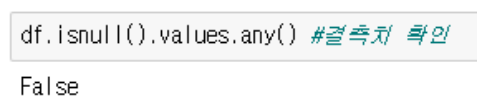 df.isnull().values.any() #결측치 확인
False